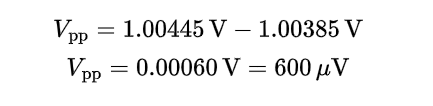 V_pp = 1.00445 V − 1.00385 V
V_pp = 0.00060 V = 600 μV